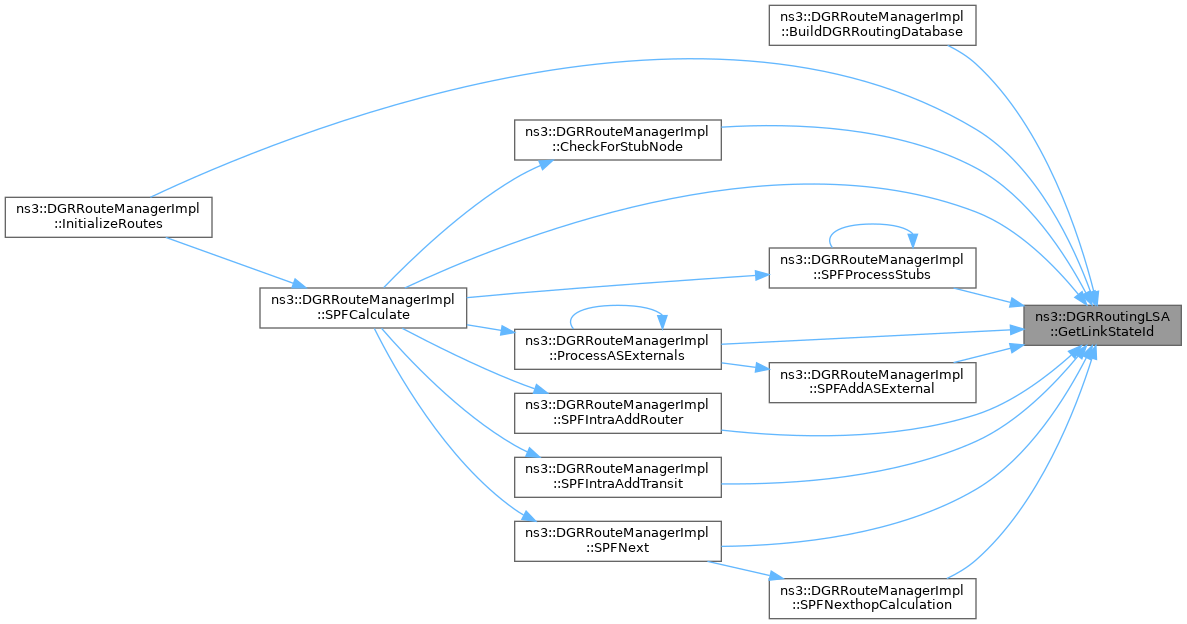 ns3::DGRRouteManagerImpl
::BuildDGRRoutingDatabase
ns3::DGRRouteManagerImpl
::CheckForStubNode
ns3::DGRRouteManagerImpl
::InitializeRoutes
ns3::DGRRouteManagerImpl
::SPFProcessStubs
ns3::DGRRouteManagerImpl
::SPFCalculate
ns3::DGRRoutingLSA
::GetLinkStateId
ns3::DGRRouteManagerImpl
::ProcessASExternals
ns3::DGRRouteManagerImpl
::SPFAddASExternal
ns3::DGRRouteManagerImpl
::SPFIntraAddRouter
ns3::DGRRouteManagerImpl
::SPFIntraAddTransit
ns3::DGRRouteManagerImpl
::SPFNext
ns3::DGRRouteManagerImpl
::SPFNexthopCalculation